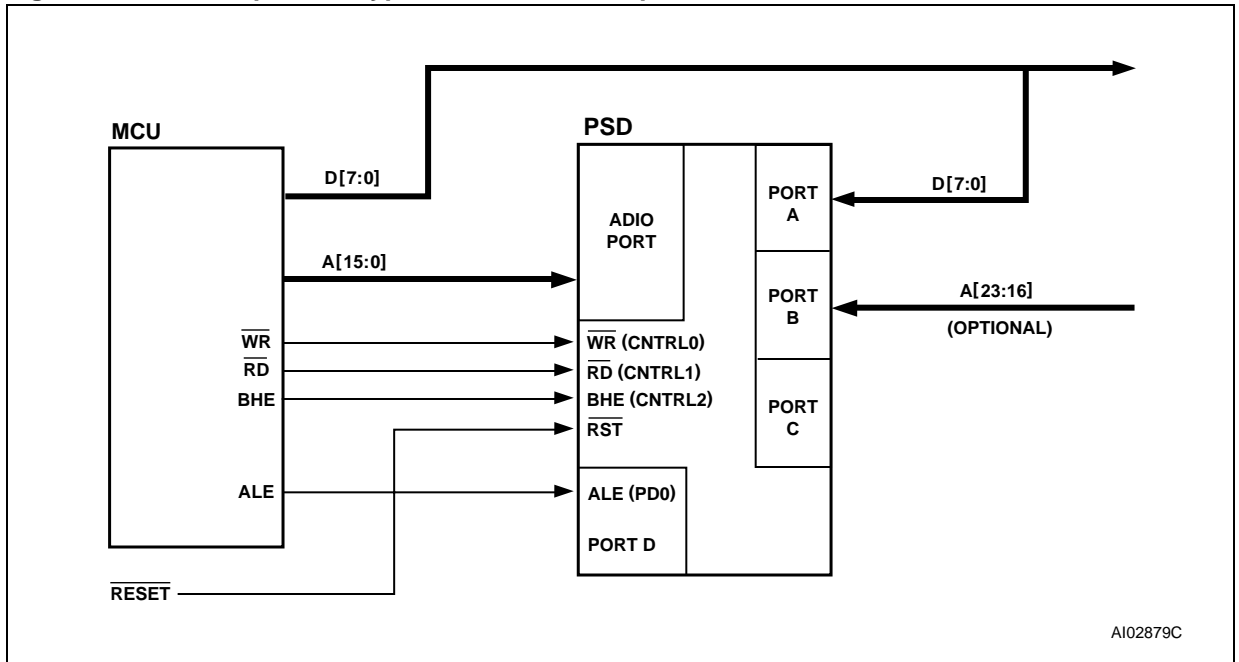 MCU
PSD
D[7:0]
D[7:0]
PORT
A
ADIO
PORT
A[15:0]
A[23:16]
PORT
B
(OPTIONAL)
WR
WR (CNTRL0)
RD
RD (CNTRL1)
BHE
BHE (CNTRL2)
PORT
C
RST
ALE
ALE (PD0)
PORT D
RESET
AI02879C